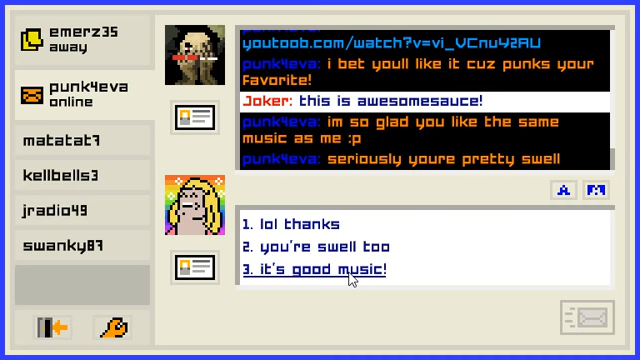 emerz35
away
punk4eva
online
matatat7
kellbells3
jradio49
swanky87
youtoob.com/watch?v=vi_VCnuY2AU
punk4eva: i bet youll like it cuz punks your
favorite!
Joker: this is awesomesauce!
punk4eva: im so glad you like the same
music as me :p
punk4eva: seriously youre pretty swell
A
1. lol thanks
2. you're swell too
3. it's good music!